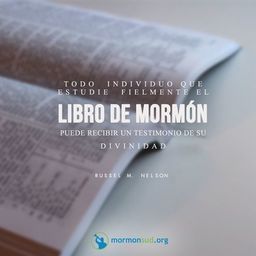 TODO INDIVIDUO QUE
ESTUDIE FIELMENTE EL
LIBRO DE MORMÓN
PUEDE RECIBIR UN TESTIMONIO DE SU
DIVINIDAD
RUSSEL M. NELSON
mormonsud.org